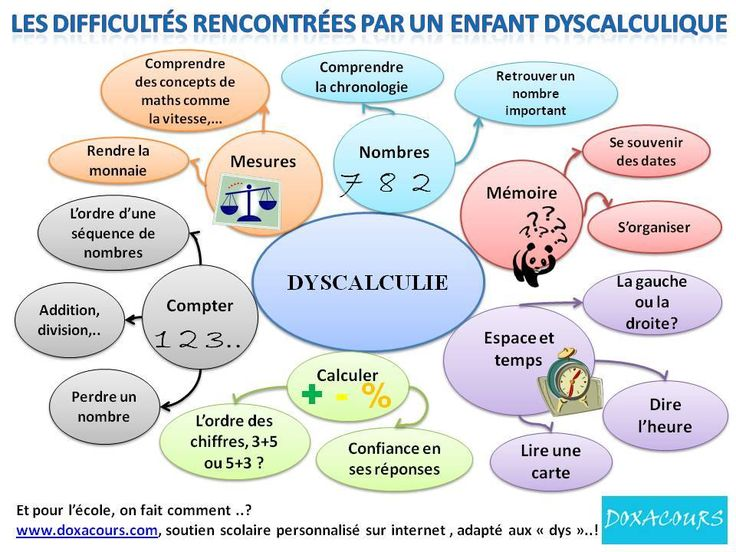 LES DIFFICULTÉS RENCONTRÉES PAR UN ENFANT DYSCALCULIQUE
Comprendre
des concepts de
maths comme
la vitesse,...
Rendre la
monnaie
Mesures
Comprendre
la chronologie
Retrouver un
nombre
important
Nombres
7 8 2
Se souvenir
des dates
Mémoire
S'organiser
L'ordre d'une
séquence de
nombres
Addition,
division,..
Perdre un
nombre
Compter
1 2 3..
DYSCALCULIE
La gauche
ou la
droite?
Espace et
temps
Dire
l'heure
Lire une
carte
Calculer
+ - %
L'ordre des
chiffres, 3+5
ou 5+3 ?
Confiance en
ses réponses
Et pour l'école, on fait comment ..?
www.doxacours.com, soutien scolaire personnalisé sur internet , adapté aux « dys »..!
DOXACOURS